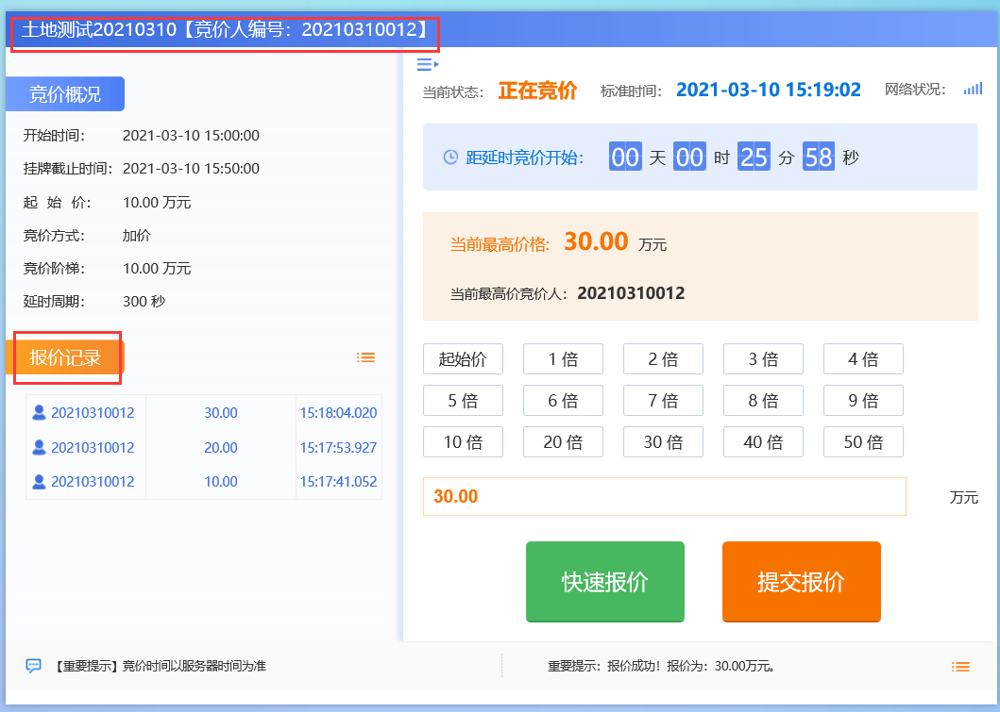 土地测试20210310【竞价人编号：20210310012】
竞价概况
开始时间： 2021-03-10 15:00:00
挂牌截止时间： 2021-03-10 15:50:00
起 始 价： 10.00 万元
竞价方式： 加价
竞价阶梯： 10.00 万元
延时周期： 300 秒
报价记录
20210310012 30.00 15:18:04.020
20210310012 20.00 15:17:53.927
20210310012 10.00 15:17:41.052
当前状态： 正在竞价 标准时间： 2021-03-10 15:19:02 网络状况：
距延时竞价开始： 00 天 00 时 25 分 58 秒
当前最高价格: 30.00 万元
当前最高价竞价人： 20210310012
起始价 1 倍 2 倍 3 倍 4 倍
5 倍 6 倍 7 倍 8 倍 9 倍
10 倍 20 倍 30 倍 40 倍 50 倍
30.00 万元
快速报价 提交报价
【重要提示】竞价时间以服务器时间为准
重要提示：报价成功！报价为：30.00万元。